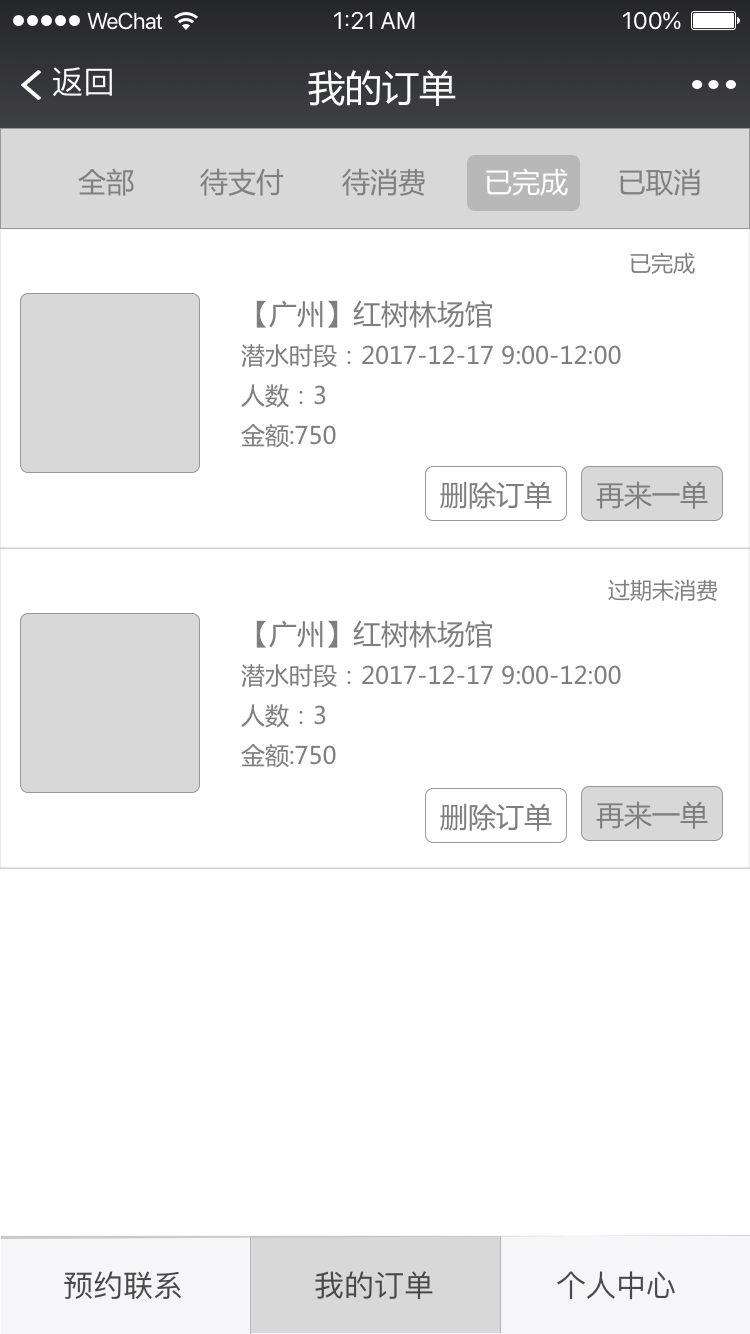 WeChat 1:21 AM 100%
返回 我的订单
全部 待支付 待消费 已完成 已取消
已完成
【广州】红树林场馆
潜水时段：2017-12-17 9:00-12:00
人数：3
金额:750
删除订单 再来一单
过期未消费
【广州】红树林场馆
潜水时段：2017-12-17 9:00-12:00
人数：3
金额:750
删除订单 再来一单
预约联系 我的订单 个人中心